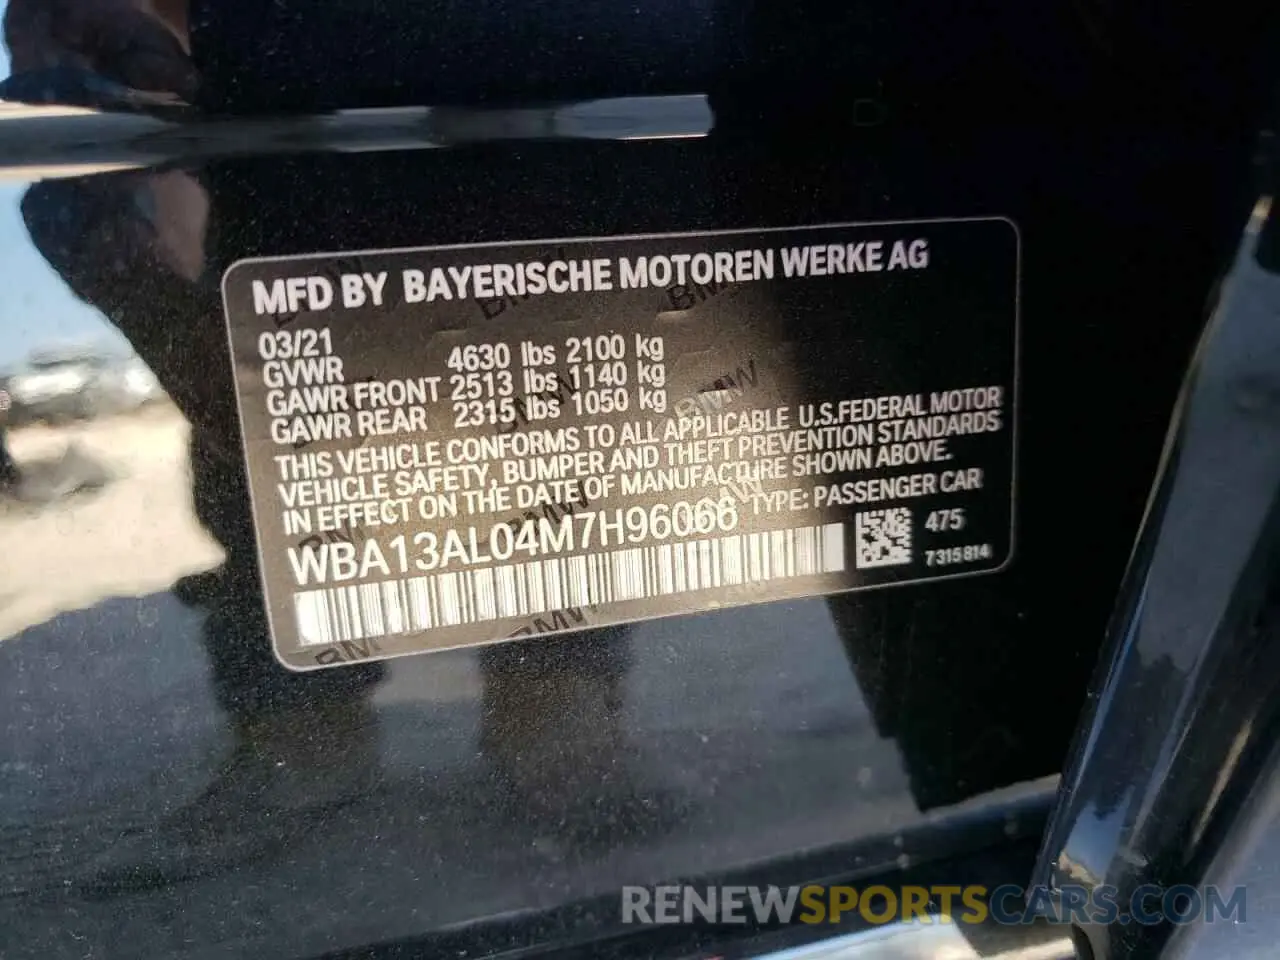 MFD BY BAYERISCHE MOTOREN WERKE AG
03/21
GVWR 4630 lbs 2100 kg
GAWR FRONT 2513 lbs 1140 kg
GAWR REAR 2315 lbs 1050 kg
THIS VEHICLE CONFORMS TO ALL APPLICABLE U.S.FEDERAL MOTOR
VEHICLE SAFETY, BUMPER AND THEFT PREVENTION STANDARDS
IN EFFECT ON THE DATE OF MANUFACTURE SHOWN ABOVE.
WBA13AL04M7H96066 TYPE: PASSENGER CAR
475
7315814
RENEWSPORTSCARS.COM